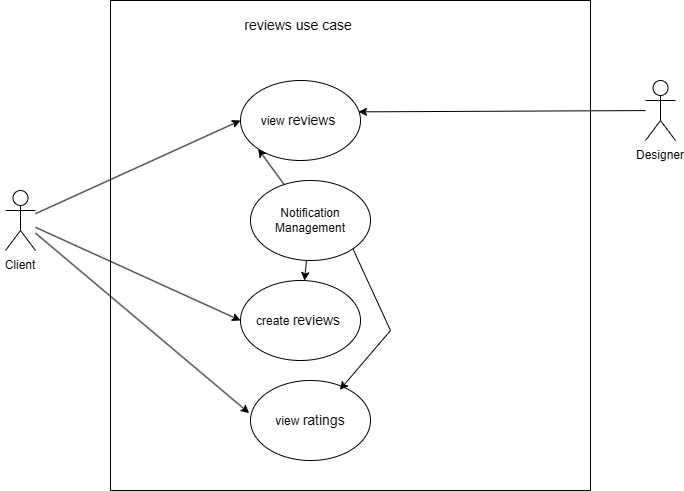 reviews use case
view reviews
Designer
Notification
Management
Client
create reviews
view ratings